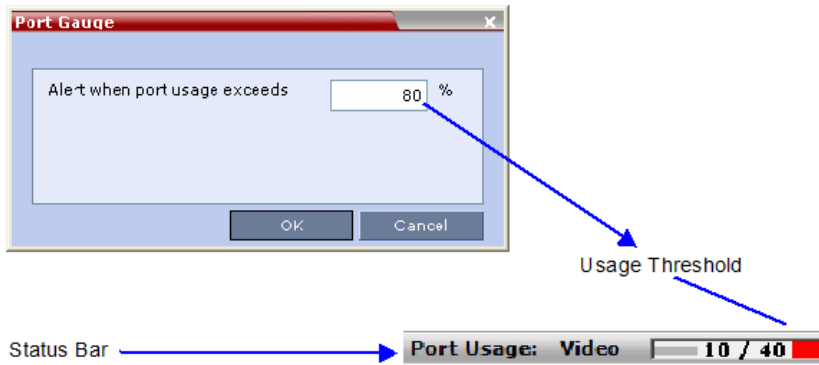 Port Gauge
Alert when port usage exceeds 80 %
OK Cancel
Usage Threshold
Status Bar
Port Usage: Video 10 / 40